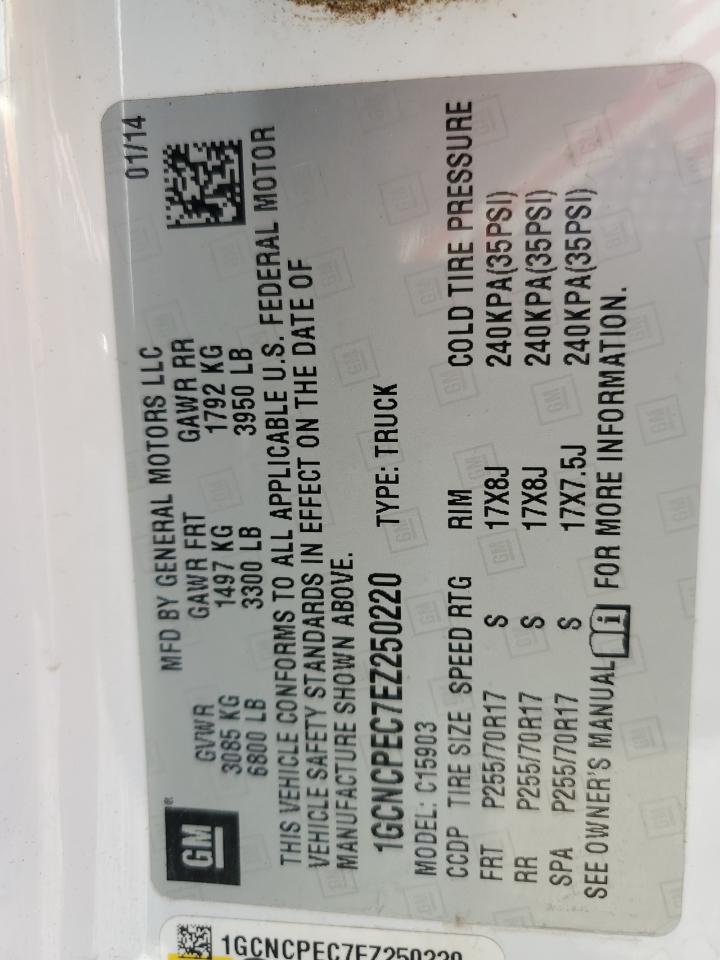 MFD BY GENERAL MOTORS LLC 01/14
GM
GVWR GAWR FRT GAWR RR
3085 KG 1497 KG 1792 KG
6800 LB 3300 LB 3950 LB
THIS VEHICLE CONFORMS TO ALL APPLICABLE U.S. FEDERAL MOTOR
VEHICLE SAFETY STANDARDS IN EFFECT ON THE DATE OF
MANUFACTURE SHOWN ABOVE.
1GCNCPEC7EZ250220 TYPE: TRUCK
MODEL: C15903
CCDP TIRE SIZE SPEED RTG RIM COLD TIRE PRESSURE
FRT P255/70R17 S 17X8J 240KPA(35PSI)
RR P255/70R17 S 17X8J 240KPA(35PSI)
SPA P255/70R17 S 17X7.5J 240KPA(35PSI)
SEE OWNER'S MANUAL i FOR MORE INFORMATION.
1GCNCPEC7EZ250220